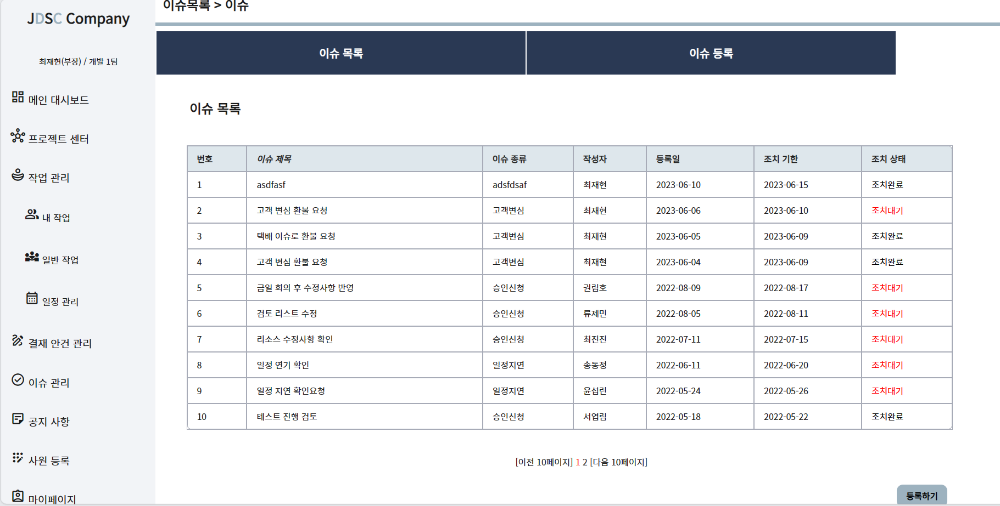 JDSC Company
최재현(부장) / 개발 1팀
메인 대시보드
프로젝트 센터
작업 관리
내 작업
일반 작업
일정 관리
결재 안건 관리
이슈 관리
공지 사항
사원 등록
마이페이지
이슈목록 > 이슈
이슈 목록 이슈 등록
이슈 목록
번호 이슈 제목 이슈 종류 작성자 등록일 조치 기한 조치 상태
1 asdfasf adsfdsaf 최재현 2023-06-10 2023-06-15 조치완료
2 고객 변심 환불 요청 고객변심 최재현 2023-06-06 2023-06-10 조치대기
3 택배 이슈로 환불 요청 고객변심 최재현 2023-06-05 2023-06-09 조치완료
4 고객 변심 환불 요청 고객변심 최재현 2023-06-04 2023-06-09 조치완료
5 금일 회의 후 수정사항 반영 승인신청 권림호 2022-08-09 2022-08-17 조치대기
6 검토 리스트 수정 승인신청 류제민 2022-08-05 2022-08-11 조치대기
7 리소스 수정사항 확인 승인신청 최진진 2022-07-11 2022-07-15 조치대기
8 일정 연기 확인 일정지연 송동정 2022-06-11 2022-06-20 조치대기
9 일정 지연 확인요청 일정지연 윤섭린 2022-05-24 2022-05-26 조치대기
10 테스트 진행 검토 승인신청 서엽림 2022-05-18 2022-05-22 조치완료
[이전 10페이지] 1 2 [다음 10페이지]
등록하기